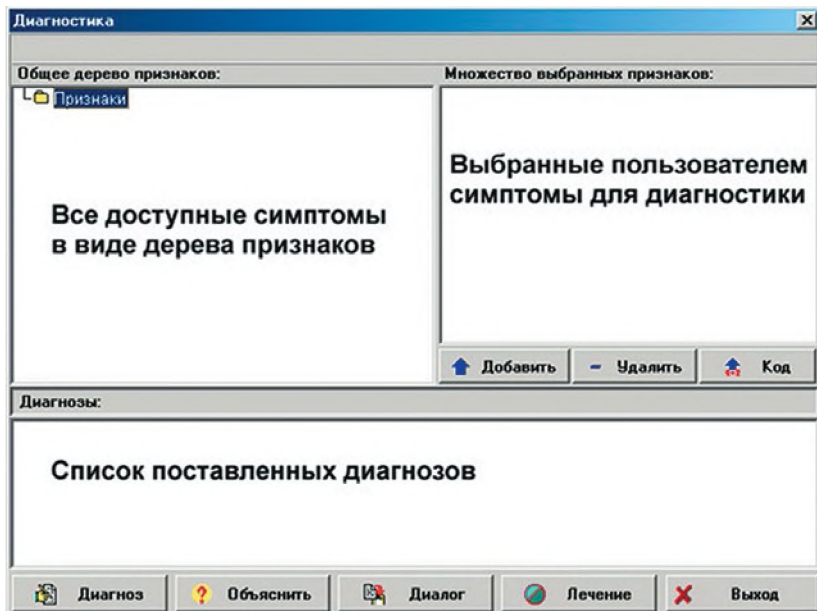 Диагностика
Общее дерево признаков:
Множество выбранных признаков:
Признаки
Все доступные симптомы
в виде дерева признаков
Выбранные пользователем
симптомы для диагностики
Добавить
Удалить
Код
Диагнозы:
Список поставленных диагнозов
Диагноз
Объяснить
Диалог
Лечение
Выход